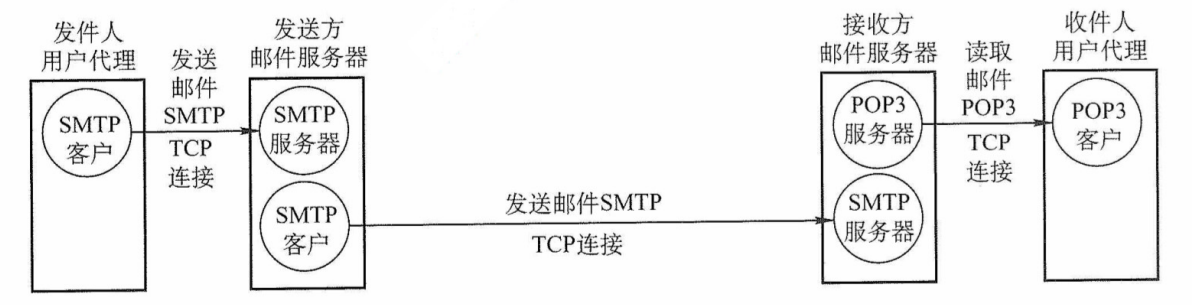 发件人
用户代理
发送
邮件
SMTP
TCP
连接
SMTP
客户
发送方
邮件服务器
SMTP
服务器
SMTP
客户
发送邮件SMTP
TCP连接
接收方
邮件服务器
POP3
服务器
SMTP
服务器
读取
邮件
POP3
TCP
连接
收件人
用户代理
POP3
客户